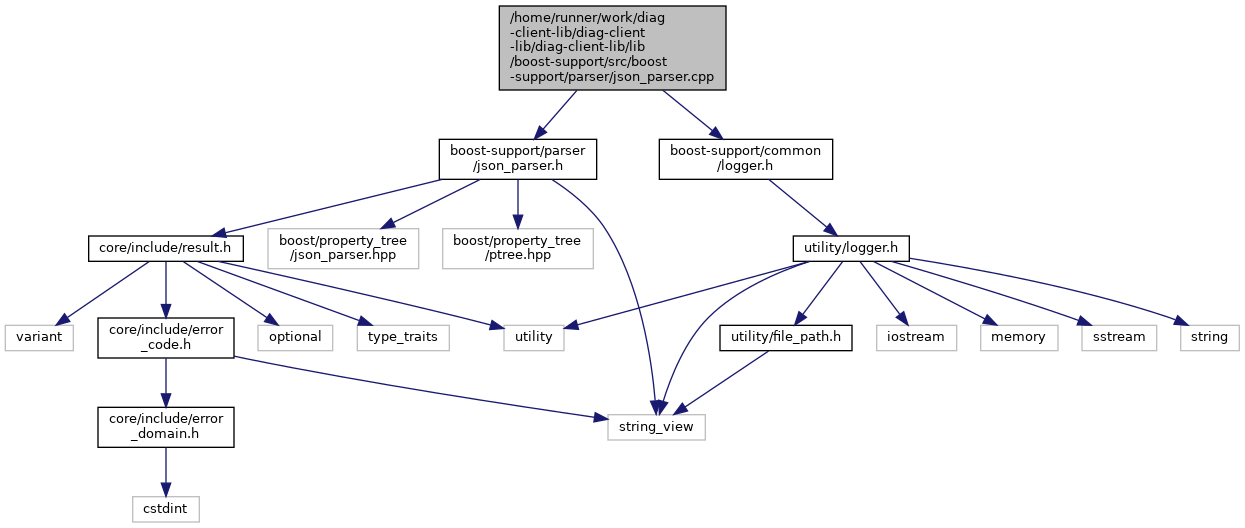 /home/runner/work/diag
-client-lib/diag-client
-lib/diag-client-lib/lib
/boost-support/src/boost
-support/parser/json_parser.cpp
boost-support/parser
/json_parser.h
boost-support/common
/logger.h
core/include/result.h
boost/property_tree
/json_parser.hpp
boost/property_tree
/ptree.hpp
utility/logger.h
variant
core/include/error
_code.h
optional
type_traits
utility
utility/file_path.h
iostream
memory
sstream
string
core/include/error
_domain.h
string_view
cstdint